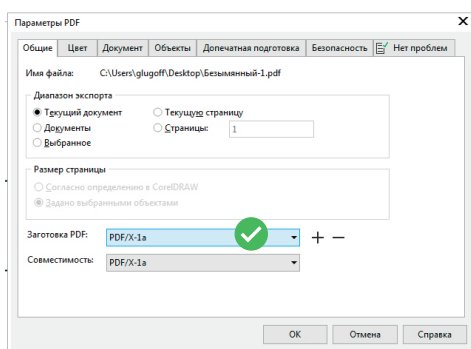 Параметры PDF
Общие Цвет Документ Объекты Допечатная подготовка Безопасность Нет проблем
Имя файла: C:\Users\glugoff\Desktop\Безымянный-1.pdf
Диапазон экспорта
Текущий документ Текущую страницу
Документы Страницы: 1
Выбранное
Размер страницы
Согласно определению в CorelDRAW
Задано выбранными объектами
Заготовка PDF: PDF/X-1a
Совместимость: PDF/X-1a
ОК Отмена Справка